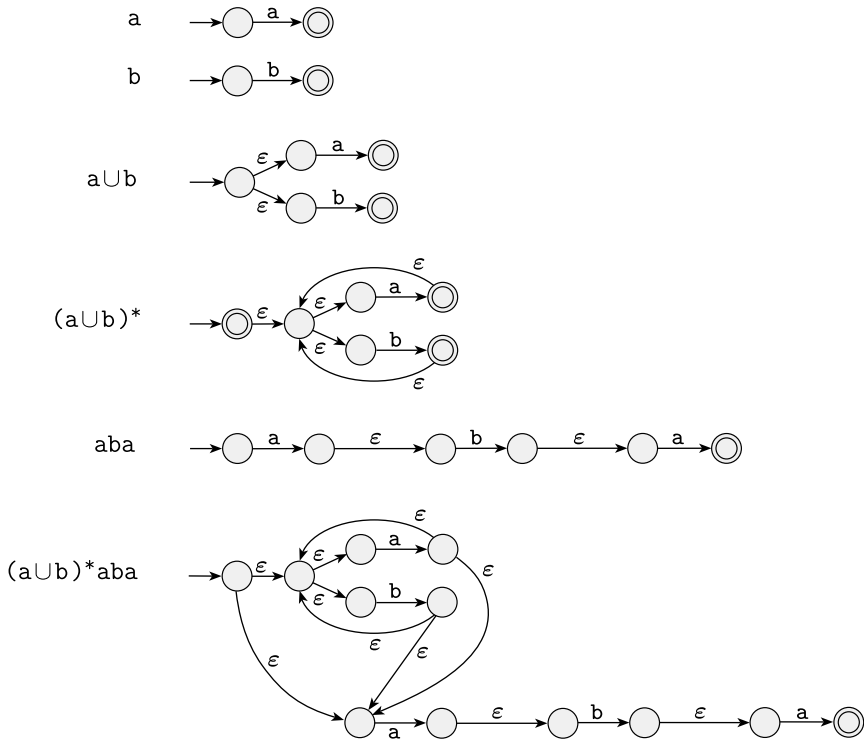 a a
b b
a∪b ε a
ε b
ε
(a∪b)* ε ε a
ε b
ε
aba a ε b ε a
ε
(a∪b)*aba ε ε a ε
ε b
ε ε
ε
a ε b ε a